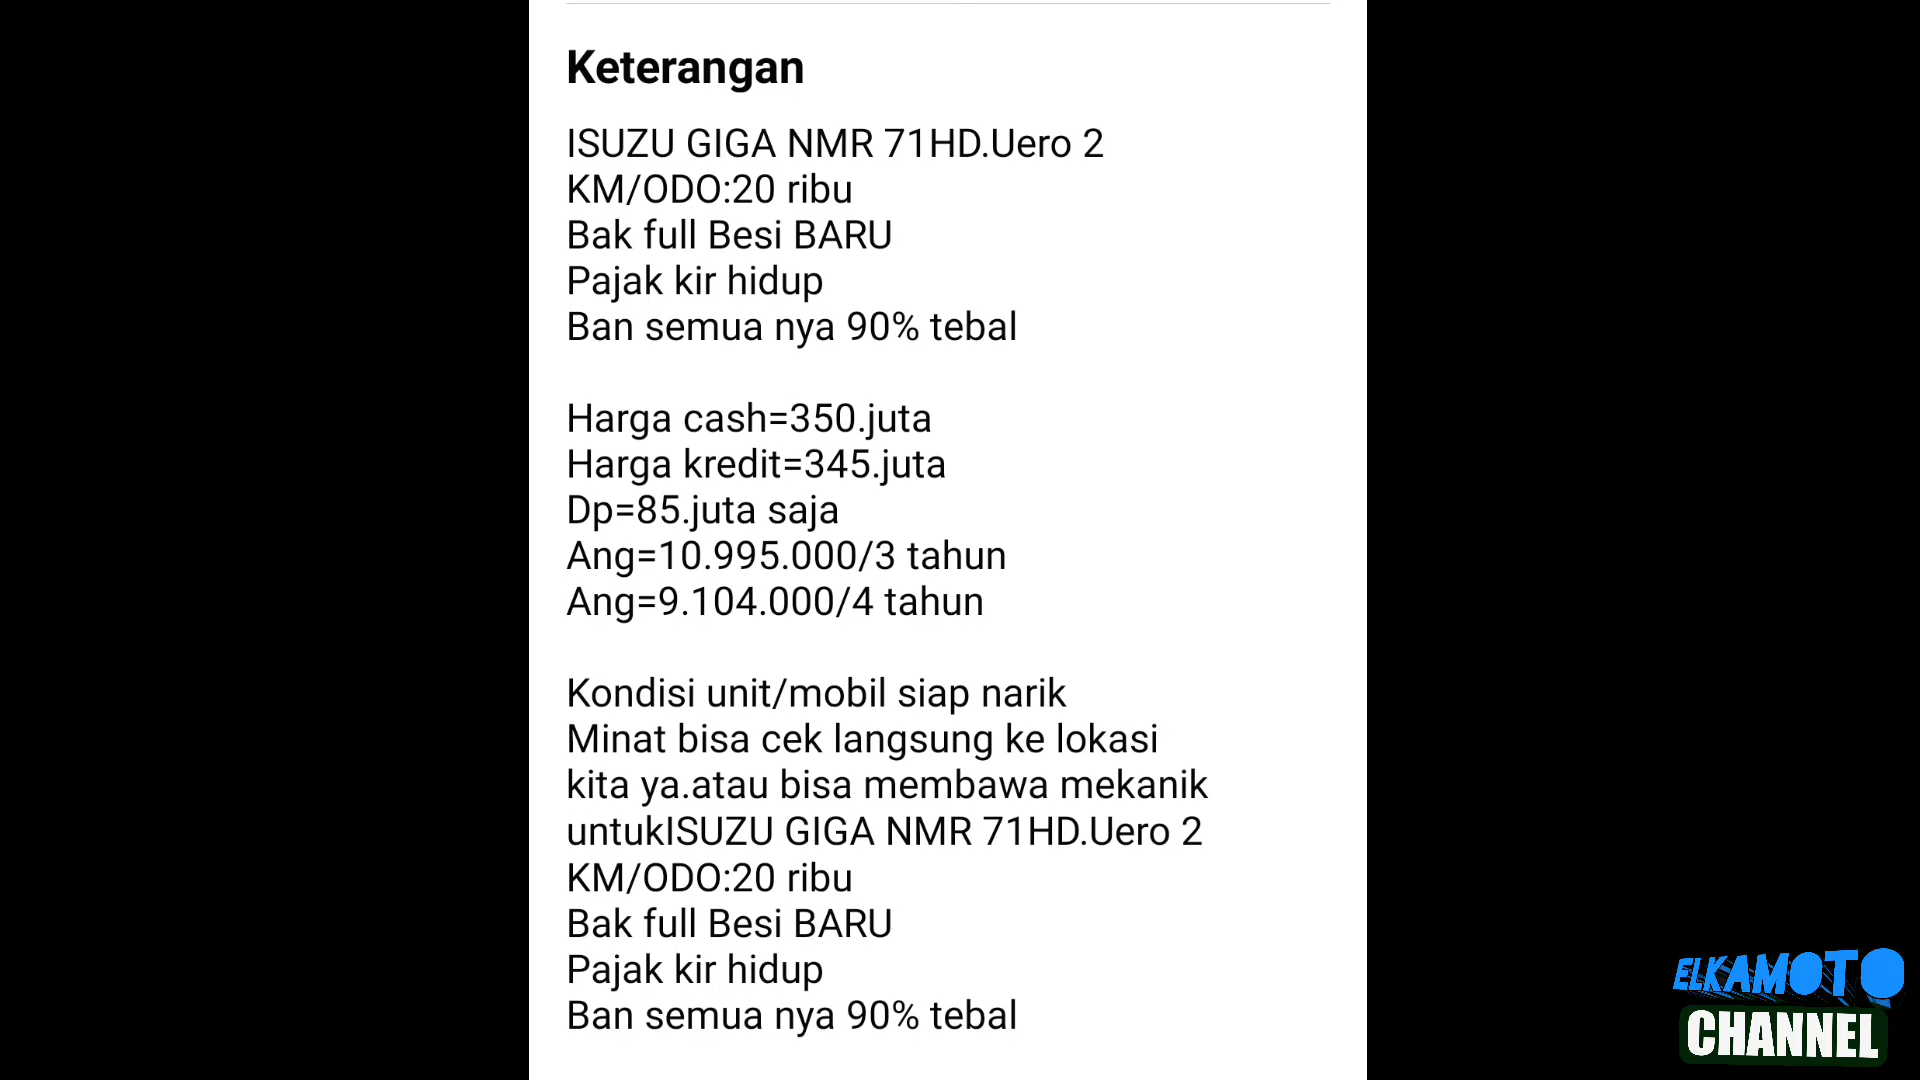 Keterangan
ISUZU GIGA NMR 71HD.Uero 2
KM/ODO:20 ribu
Bak full Besi BARU
Pajak kir hidup
Ban semua nya 90% tebal
Harga cash=350.juta
Harga kredit=345.juta
Dp=85.juta saja
Ang=10.995.000/3 tahun
Ang=9.104.000/4 tahun
Kondisi unit/mobil siap narik
Minat bisa cek langsung ke lokasi
kita ya.atau bisa membawa mekanik
untukISUZU GIGA NMR 71HD.Uero 2
KM/ODO:20 ribu
Bak full Besi BARU
Pajak kir hidup
Ban semua nya 90% tebal
ELKAMOTO
CHANNEL